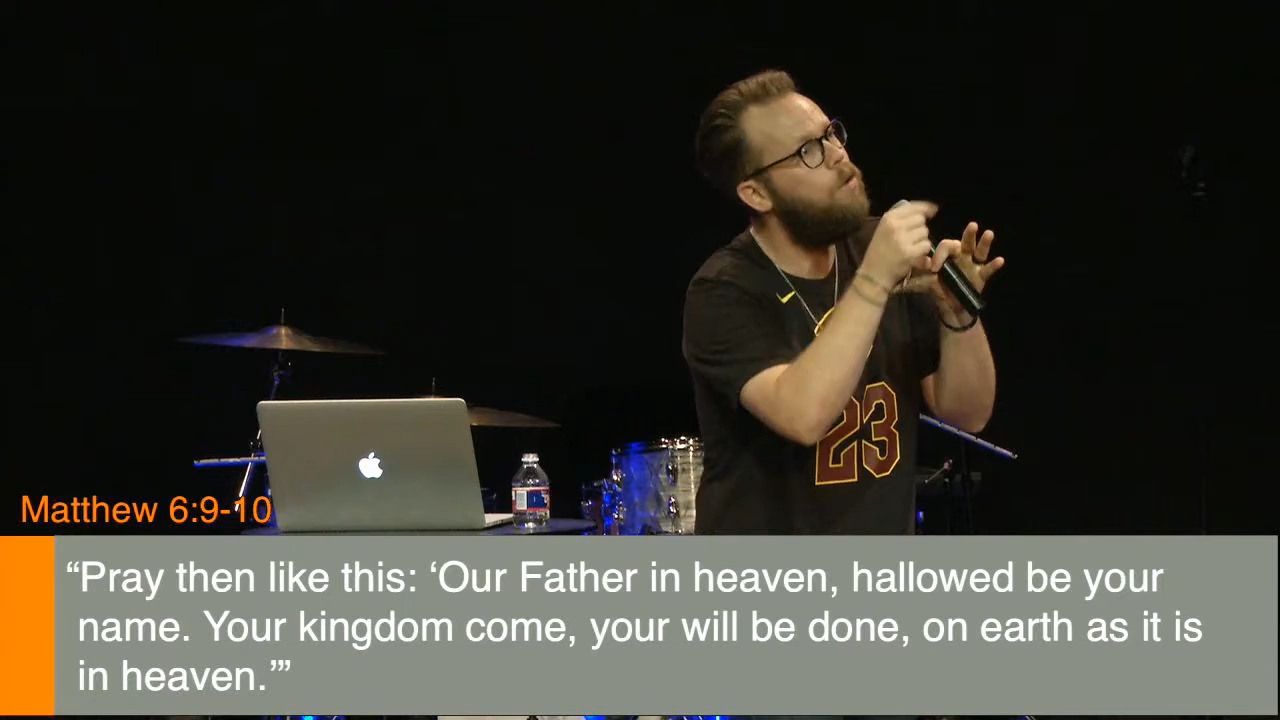 23
Matthew 6:9-10
“Pray then like this: ‘Our Father in heaven, hallowed be your
name. Your kingdom come, your will be done, on earth as it is
in heaven.’”